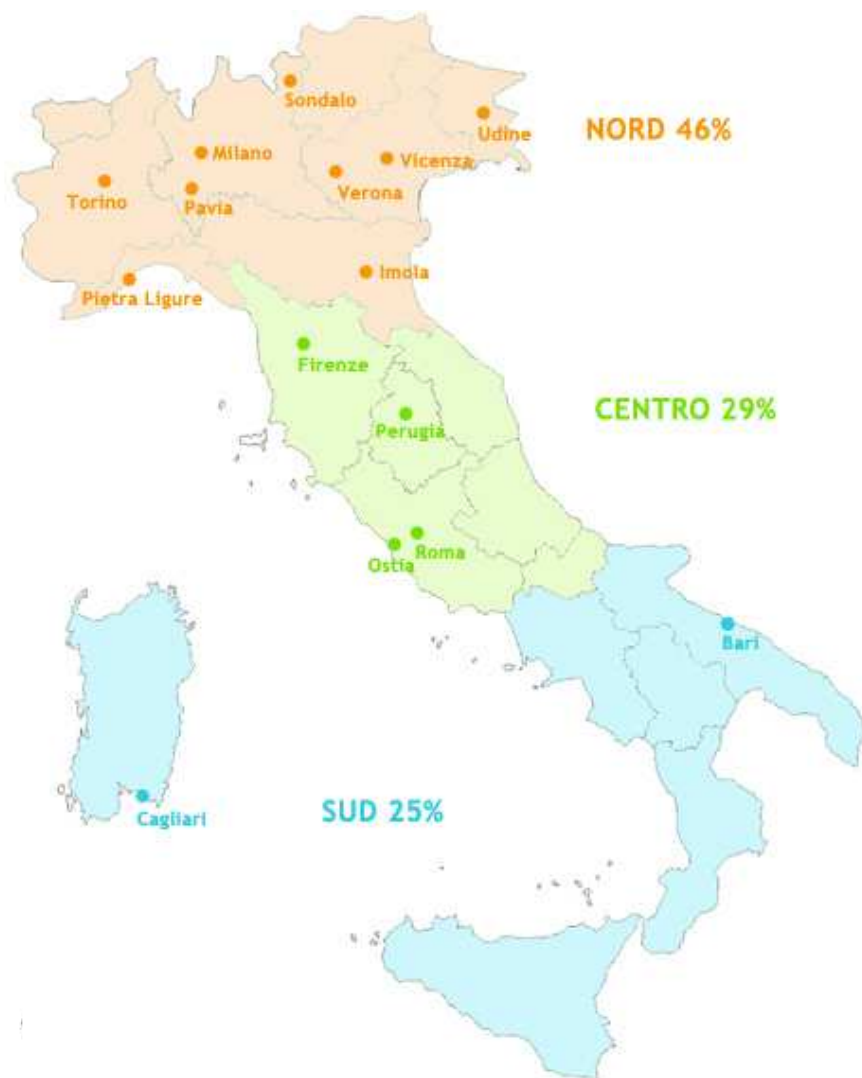 Sondalo
Udine
NORD 46%
Milano
Vicenza
Verona
Torino
Pavia
Imola
Pietra Ligure
Firenze
CENTRO 29%
Perugia
Roma
Ostia
Bari
SUD 25%
Cagliari